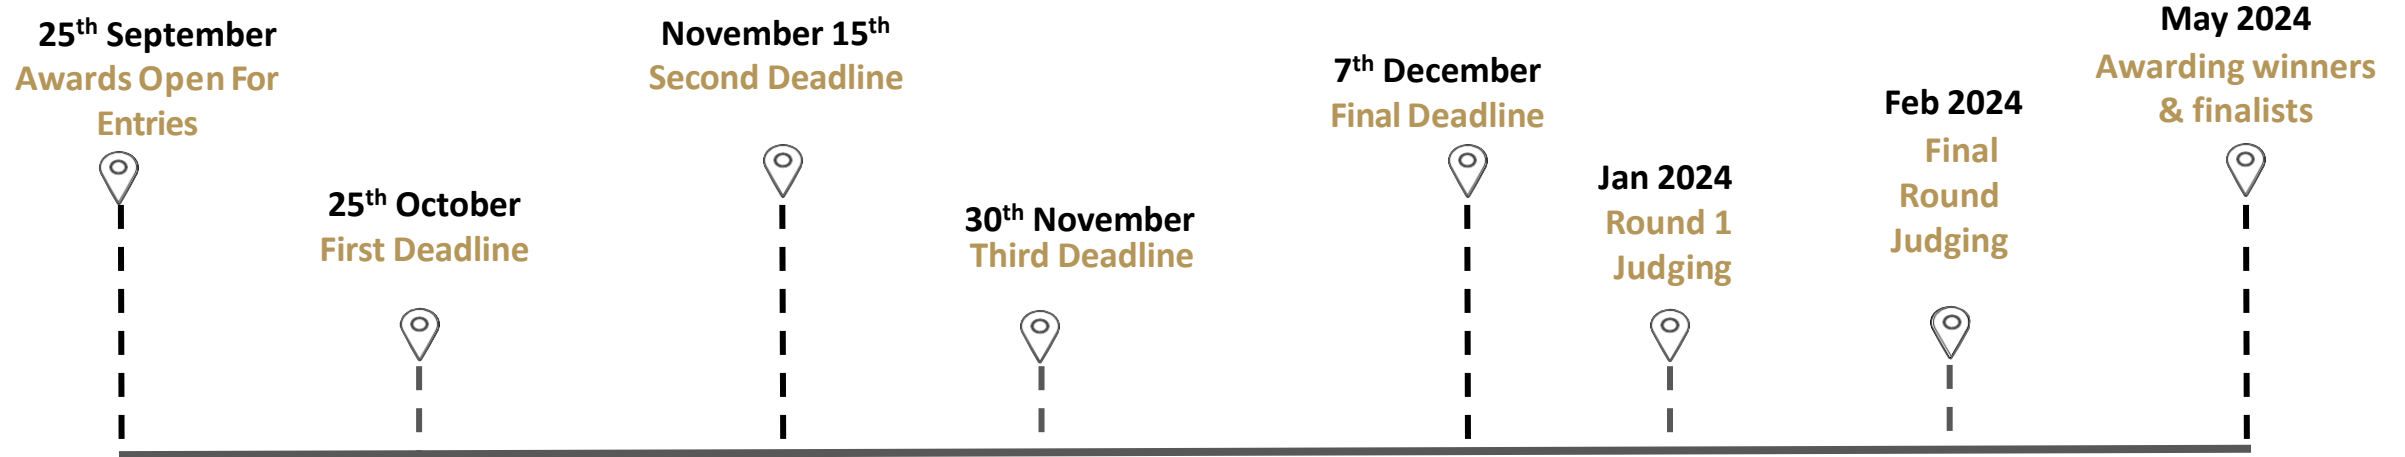 25th September
Awards Open For
Entries
25th October
First Deadline
November 15th
Second Deadline
30th November
Third Deadline
7th December
Final Deadline
Jan 2024
Round 1
Judging
Feb 2024
Final
Round
Judging
May 2024
Awarding winners
& finalists